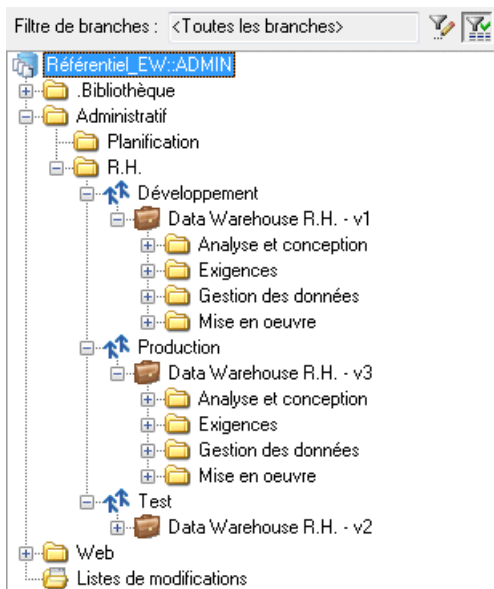 Filtre de branches : <Toutes les branches>
Référentiel_EW::ADMIN
.Bibliothèque
Administratif
Planification
R.H.
Développement
Data Warehouse R.H. - v1
Analyse et conception
Exigences
Gestion des données
Mise en oeuvre
Production
Data Warehouse R.H. - v3
Analyse et conception
Exigences
Gestion des données
Mise en oeuvre
Test
Data Warehouse R.H. - v2
Web
Listes de modifications